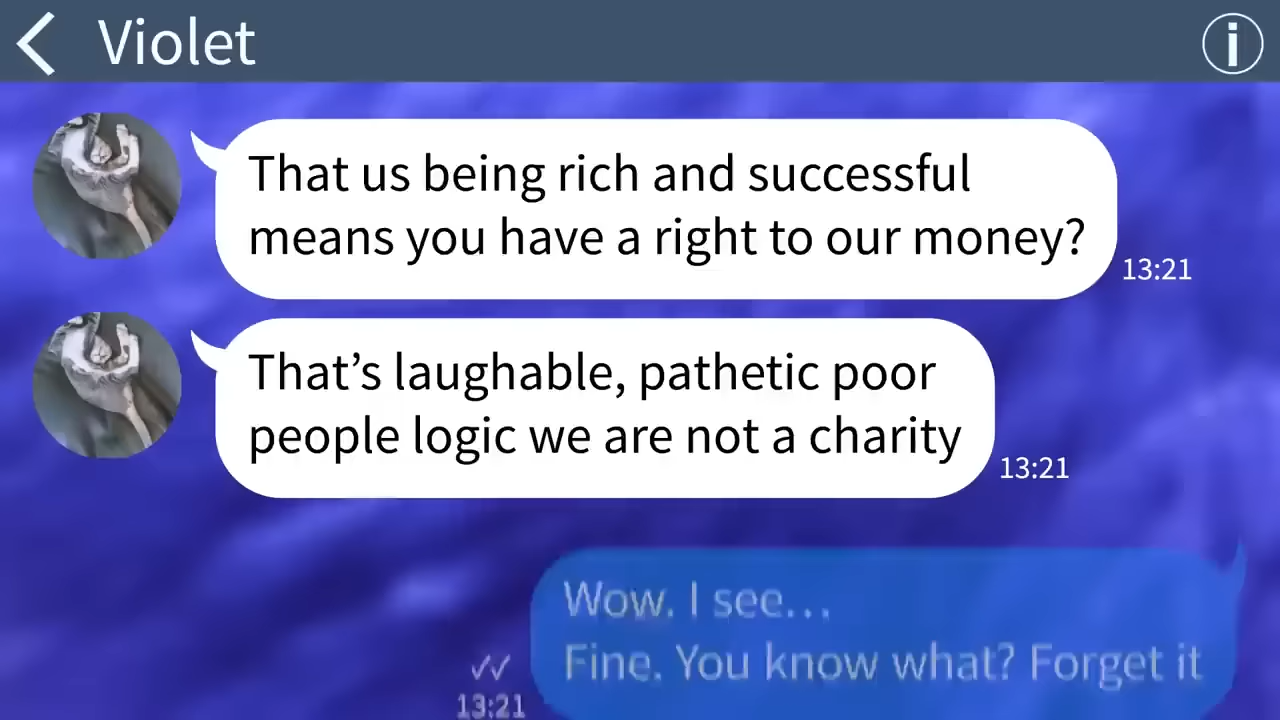 Violet
That us being rich and successful
means you have a right to our money?
13:21
That’s laughable, pathetic poor
people logic we are not a charity
13:21
Wow. I see...
Fine. You know what? Forget it
13:21